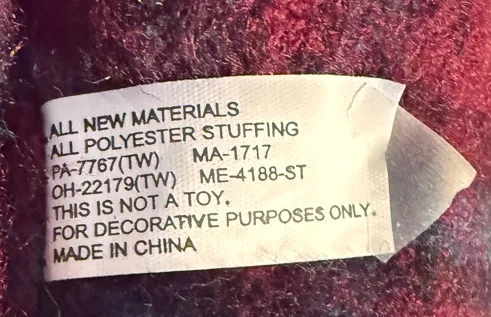 ALL NEW MATERIALS
ALL POLYESTER STUFFING
PA-7767(TW) MA-1717
OH-22179(TW) ME-4188-ST
THIS IS NOT A TOY.
FOR DECORATIVE PURPOSES ONLY.
MADE IN CHINA